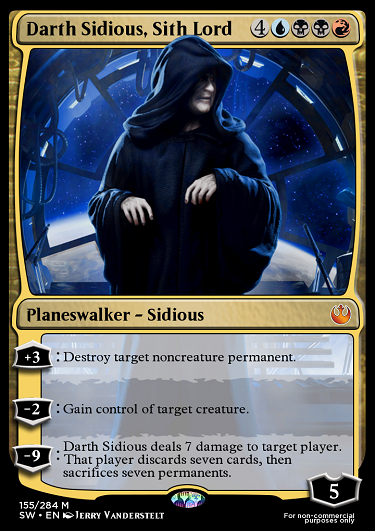 Darth Sidious, Sith Lord 4
Planeswalker – Sidious
+3 : Destroy target noncreature permanent.
-2 : Gain control of target creature.
-9 : Darth Sidious deals 7 damage to target player.
That player discards seven cards, then
sacrifices seven permanents.
5
155/284 M
SW • EN Jerry Vanderstelt
For non-commercial
purposes only